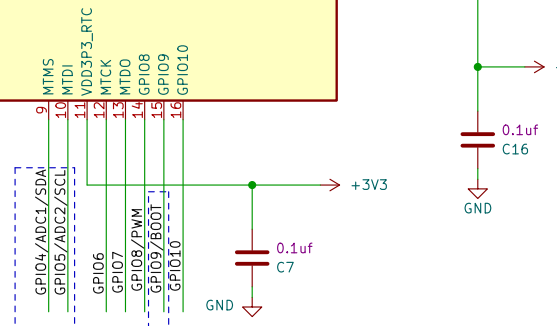 MTMS
MTDI
VDD3P3_RTC
MTCK
MTDO
GPIO8
GPIO9
GPIO10
9
10
11
12
13
14
15
16
GPIO4/ADC1/SDA
GPIO5/ADC2/SCL
GPIO6
GPIO7
GPIO8/PWM
GPIO9/BOOT
GPIO10
+3V3
0.1uf
C7
GND
0.1uf
C16
GND